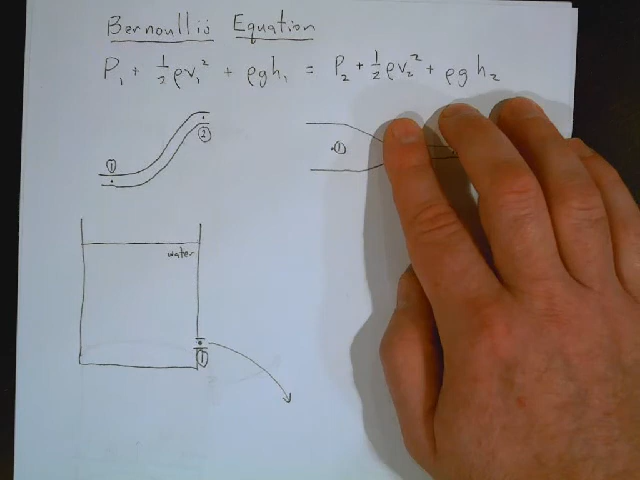 Bernoulli's Equation
P₁ + ½ρv₁² + ρgh₁ = P₂ + ½ρv₂² + ρgh₂
②
①
①
water
①